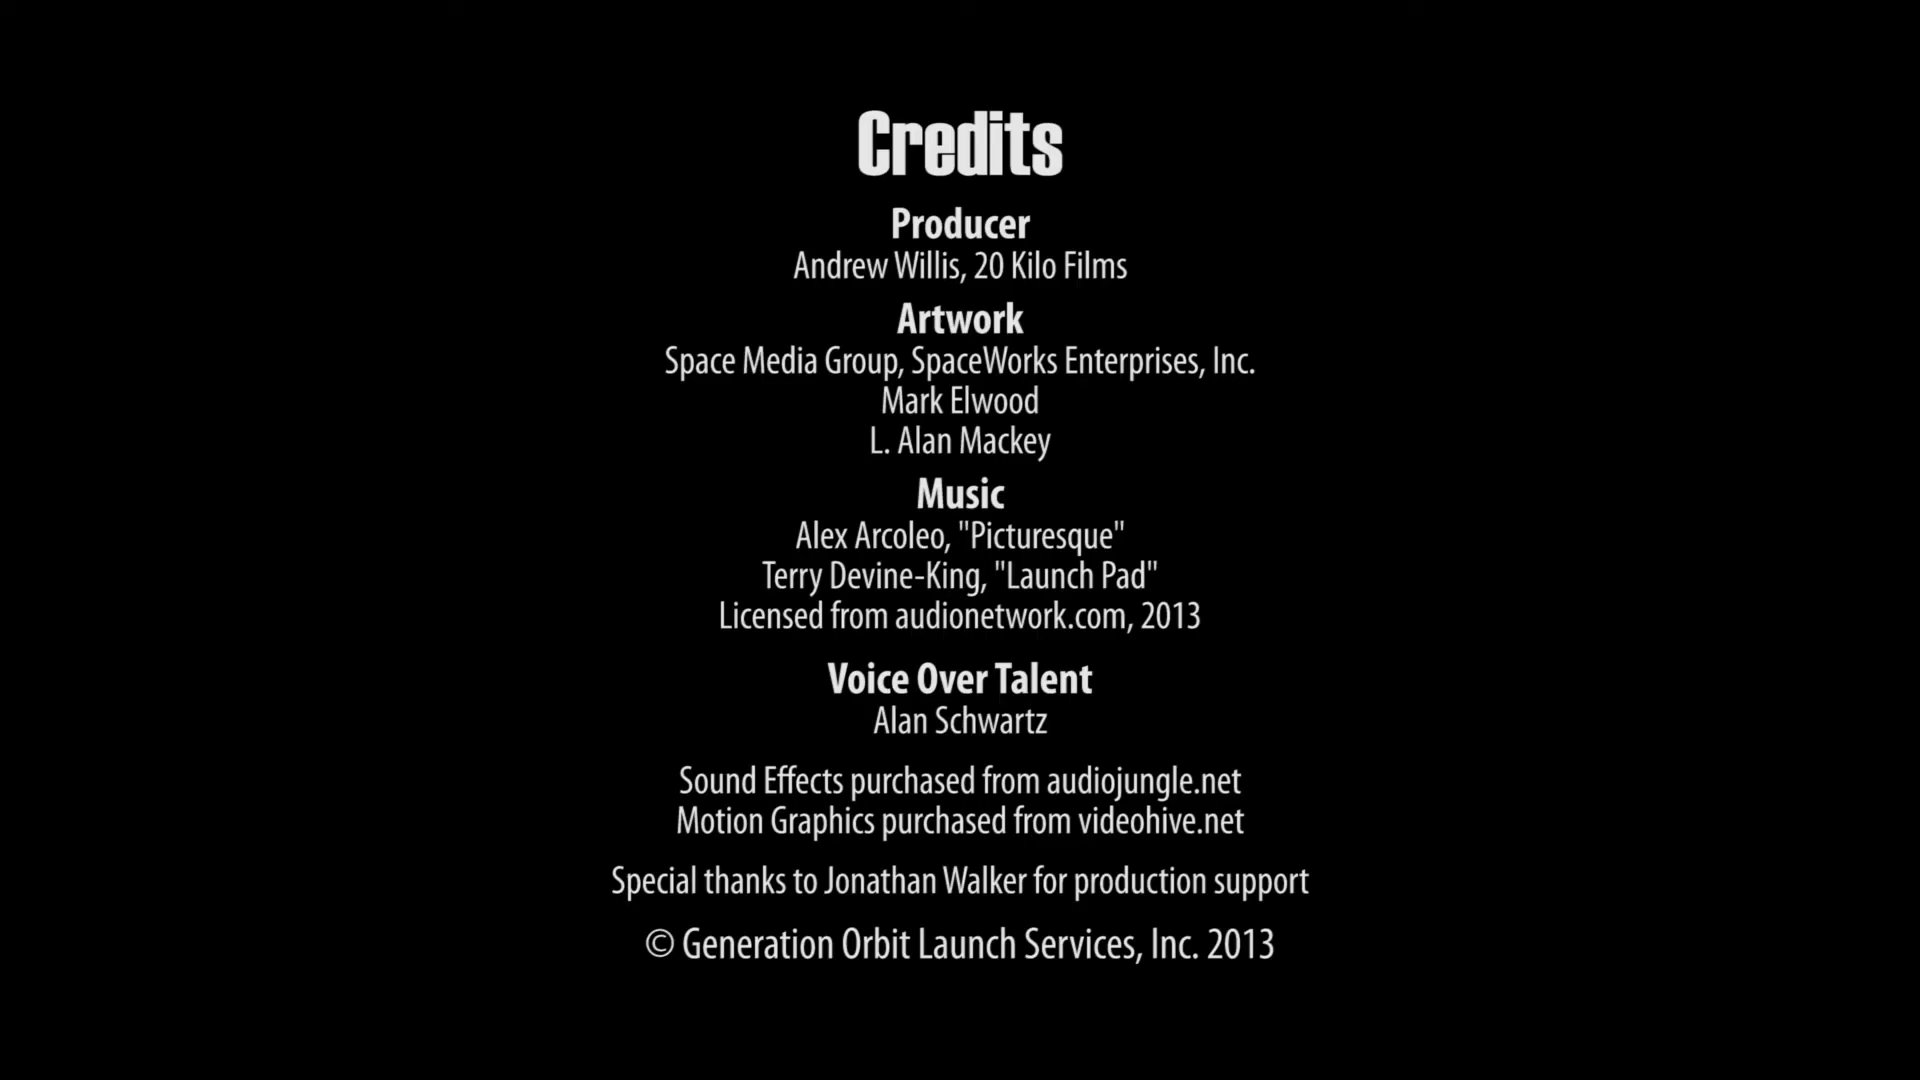 Credits
Producer
Andrew Willis, 20 Kilo Films
Artwork
Space Media Group, SpaceWorks Enterprises, Inc.
Mark Elwood
L. Alan Mackey
Music
Alex Arcoleo, "Picturesque"
Terry Devine-King, "Launch Pad"
Licensed from audionetwork.com, 2013
Voice Over Talent
Alan Schwartz
Sound Effects purchased from audiojungle.net
Motion Graphics purchased from videohive.net
Special thanks to Jonathan Walker for production support
© Generation Orbit Launch Services, Inc. 2013